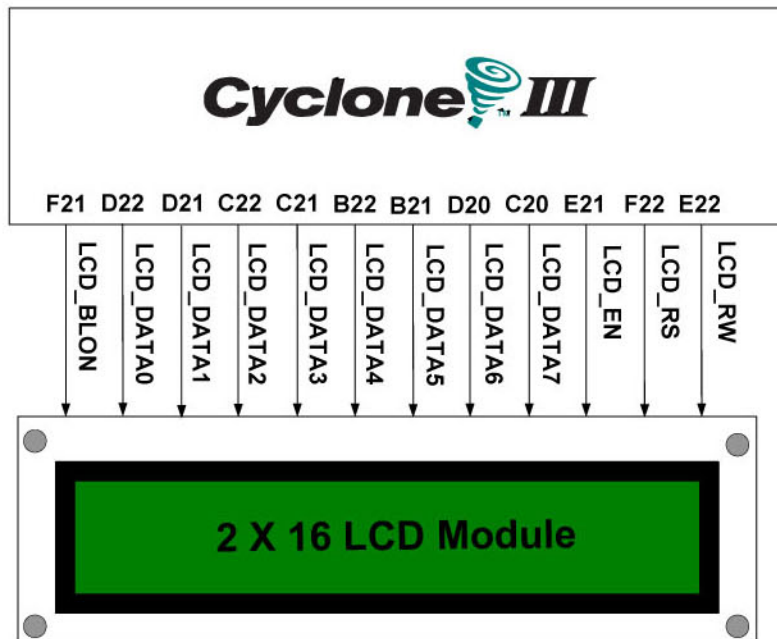 Cyclone III
F21 D22 D21 C22 C21 B22 B21 D20 C20 E21 F22 E22
LCD_BLON
LCD_DATA0
LCD_DATA1
LCD_DATA2
LCD_DATA3
LCD_DATA4
LCD_DATA5
LCD_DATA6
LCD_DATA7
LCD_EN
LCD_RS
LCD_RW
2 X 16 LCD Module